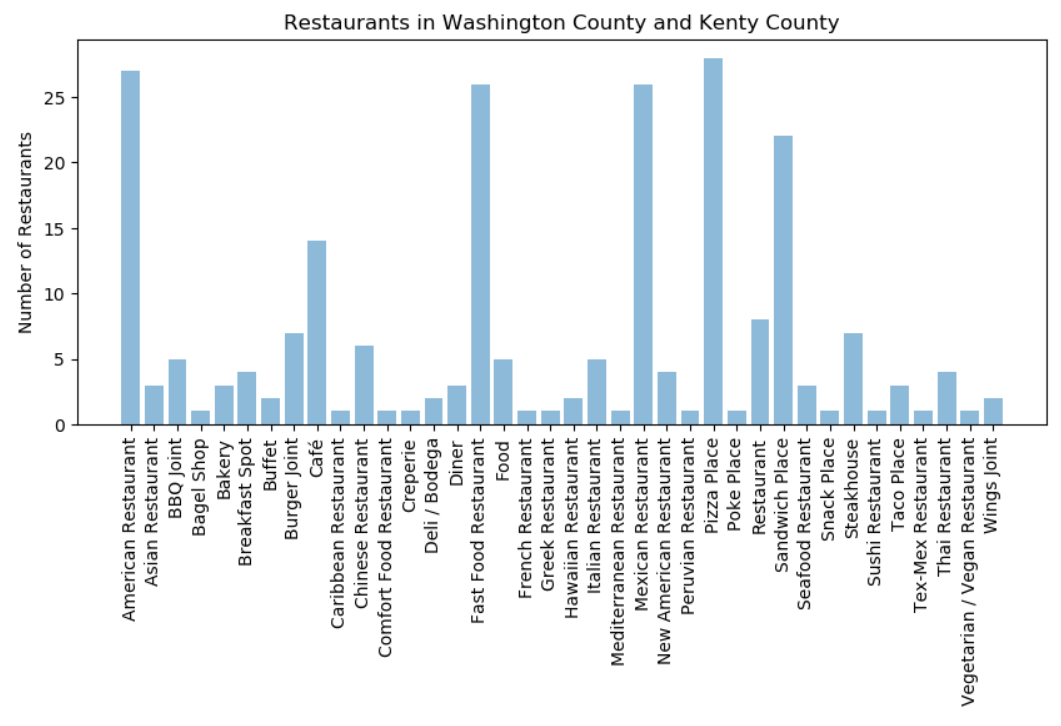 Restaurants in Washington County and Kenty County
Number of Restaurants
25
20
15
10
5
0
American Restaurant
Asian Restaurant
BBQ Joint
Bagel Shop
Bakery
Breakfast Spot
Buffet
Burger Joint
Café
Caribbean Restaurant
Chinese Restaurant
Comfort Food Restaurant
Creperie
Deli / Bodega
Diner
Fast Food Restaurant
Food
French Restaurant
Greek Restaurant
Hawaiian Restaurant
Italian Restaurant
Mediterranean Restaurant
Mexican Restaurant
New American Restaurant
Peruvian Restaurant
Pizza Place
Poke Place
Restaurant
Sandwich Place
Seafood Restaurant
Snack Place
Steakhouse
Sushi Restaurant
Taco Place
Tex-Mex Restaurant
Thai Restaurant
Vegetarian / Vegan Restaurant
Wings Joint